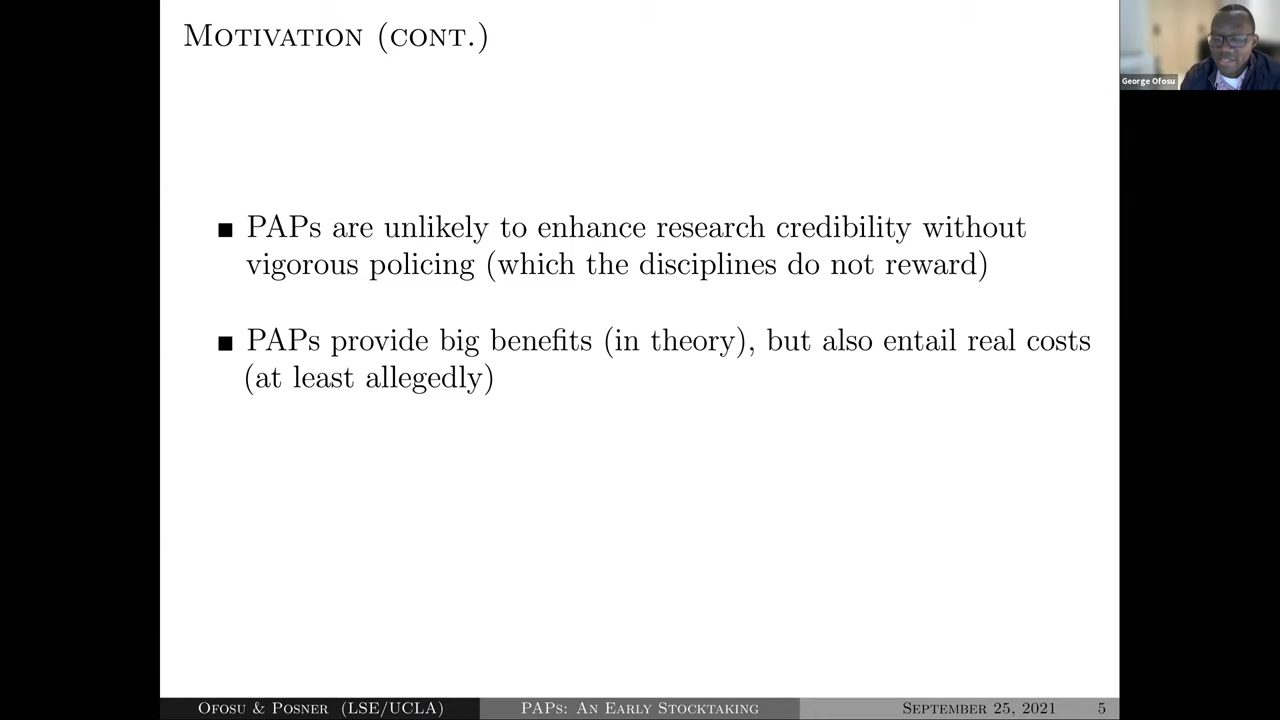 MOTIVATION (CONT.)
George Ofosu
■ PAPs are unlikely to enhance research credibility without
vigorous policing (which the disciplines do not reward)
■ PAPs provide big benefits (in theory), but also entail real costs
(at least allegedly)
OFOSU & POSNER (LSE/UCLA) PAPS: AN EARLY STOCKTAKING SEPTEMBER 25, 2021 5